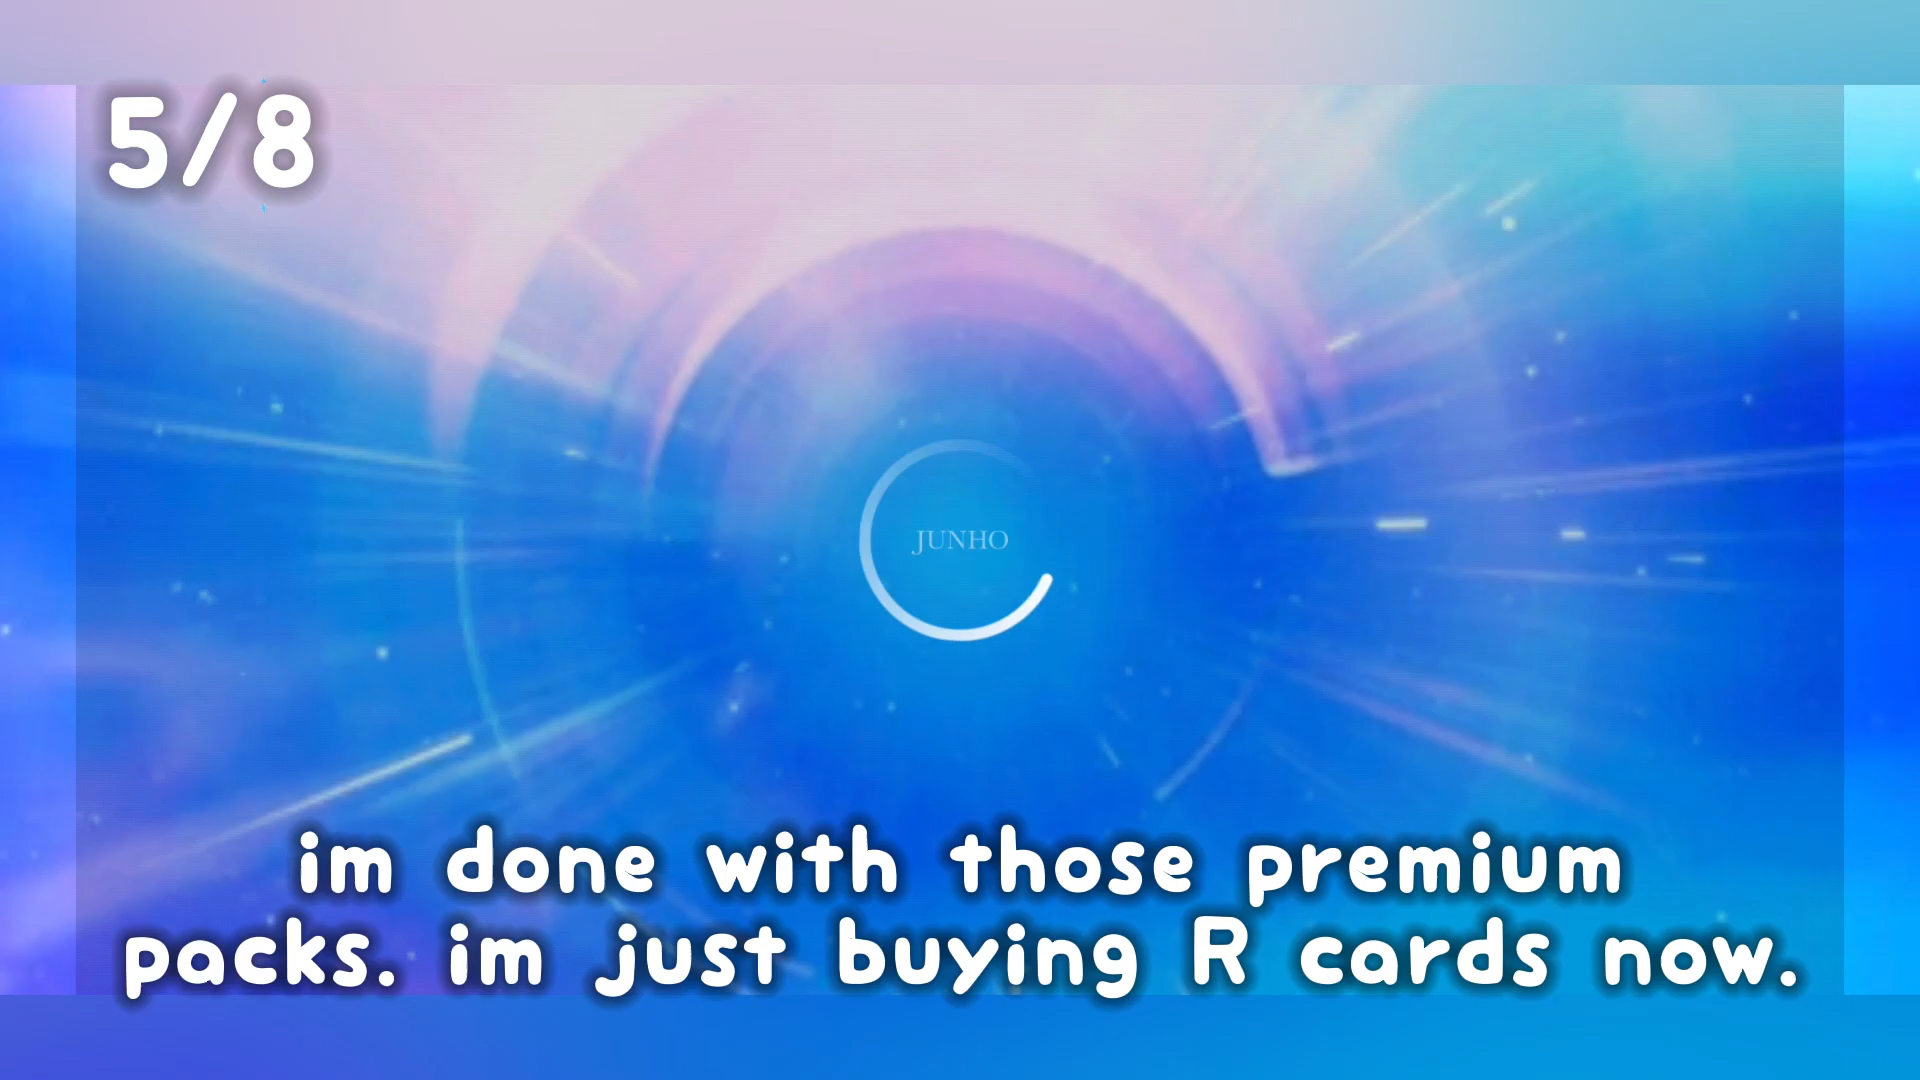 5/8
JUNHO
im done with those premium
packs. im just buying R cards now.